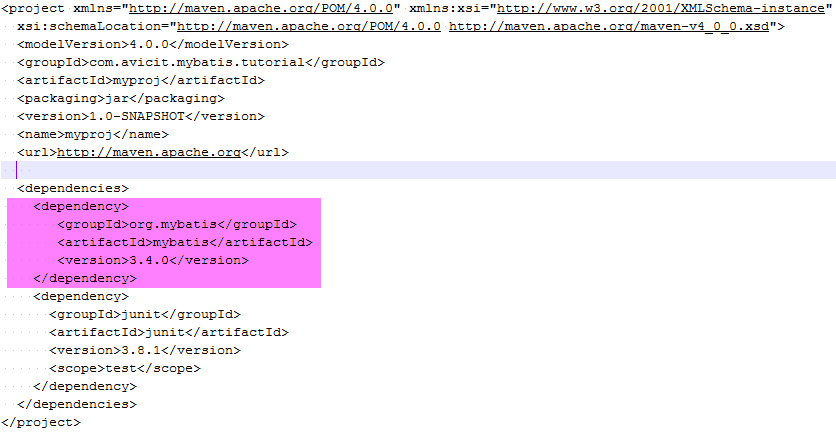 <project xmlns="http://maven.apache.org/POM/4.0.0" xmlns:xsi="http://www.w3.org/2001/XMLSchema-instance"
  xsi:schemaLocation="http://maven.apache.org/POM/4.0.0 http://maven.apache.org/maven-v4_0_0.xsd">
  <modelVersion>4.0.0</modelVersion>
  <groupId>com.avicit.mybatis.tutorial</groupId>
  <artifactId>myproj</artifactId>
  <packaging>jar</packaging>
  <version>1.0-SNAPSHOT</version>
  <name>myproj</name>
  <url>http://maven.apache.org</url>

  <dependencies>
    <dependency>
       <groupId>org.mybatis</groupId>
       <artifactId>mybatis</artifactId>
       <version>3.4.0</version>
    </dependency>
    <dependency>
      <groupId>junit</groupId>
      <artifactId>junit</artifactId>
      <version>3.8.1</version>
      <scope>test</scope>
    </dependency>
  </dependencies>
</project>